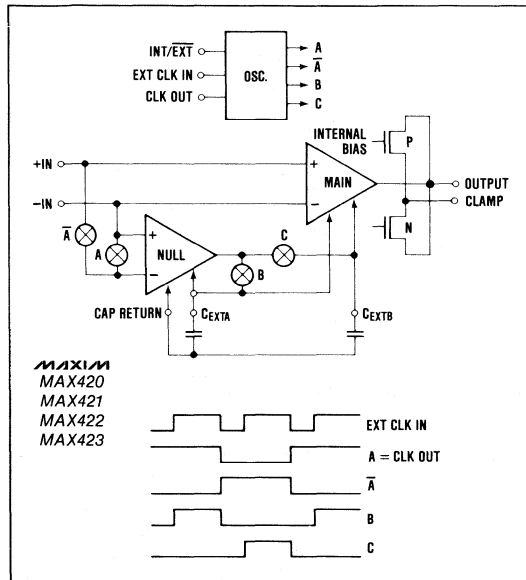 INT/E̅X̅T̅
EXT CLK IN
CLK OUT
OSC.
A
A̅
B
C
INTERNAL
BIAS
P
+IN
−IN
+
−
MAIN
OUTPUT
CLAMP
N
A̅
A
+
−
NULL
C
B
CAP RETURN
CEXTA
CEXTB
MAXIM
MAX420
MAX421
MAX422
MAX423
EXT CLK IN
A = CLK OUT
A̅
B
C